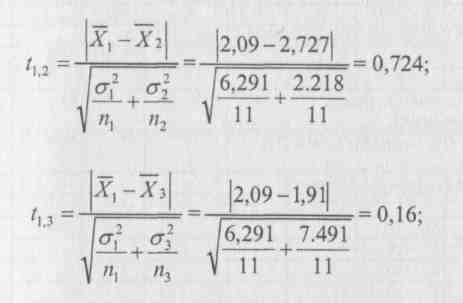 t₁,₂ = |X̅₁ − X̅₂| / √(σ₁²/n₁ + σ₂²/n₂) = |2,09 − 2,727| / √(6,291/11 + 2.218/11) = 0,724;
t₁,₃ = |X̅₁ − X̅₃| / √(σ₁²/n₁ + σ₃²/n₃) = |2,09 − 1,91| / √(6,291/11 + 7.491/11) = 0,16;